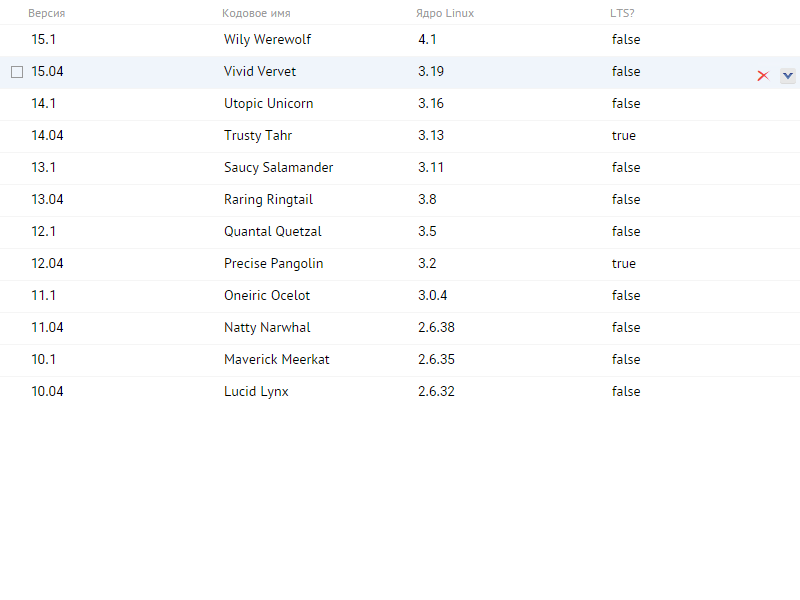 Версия Кодовое имя Ядро Linux LTS?
15.1 Wily Werewolf 4.1 false
15.04 Vivid Vervet 3.19 false
14.1 Utopic Unicorn 3.16 false
14.04 Trusty Tahr 3.13 true
13.1 Saucy Salamander 3.11 false
13.04 Raring Ringtail 3.8 false
12.1 Quantal Quetzal 3.5 false
12.04 Precise Pangolin 3.2 true
11.1 Oneiric Ocelot 3.0.4 false
11.04 Natty Narwhal 2.6.38 false
10.1 Maverick Meerkat 2.6.35 false
10.04 Lucid Lynx 2.6.32 false